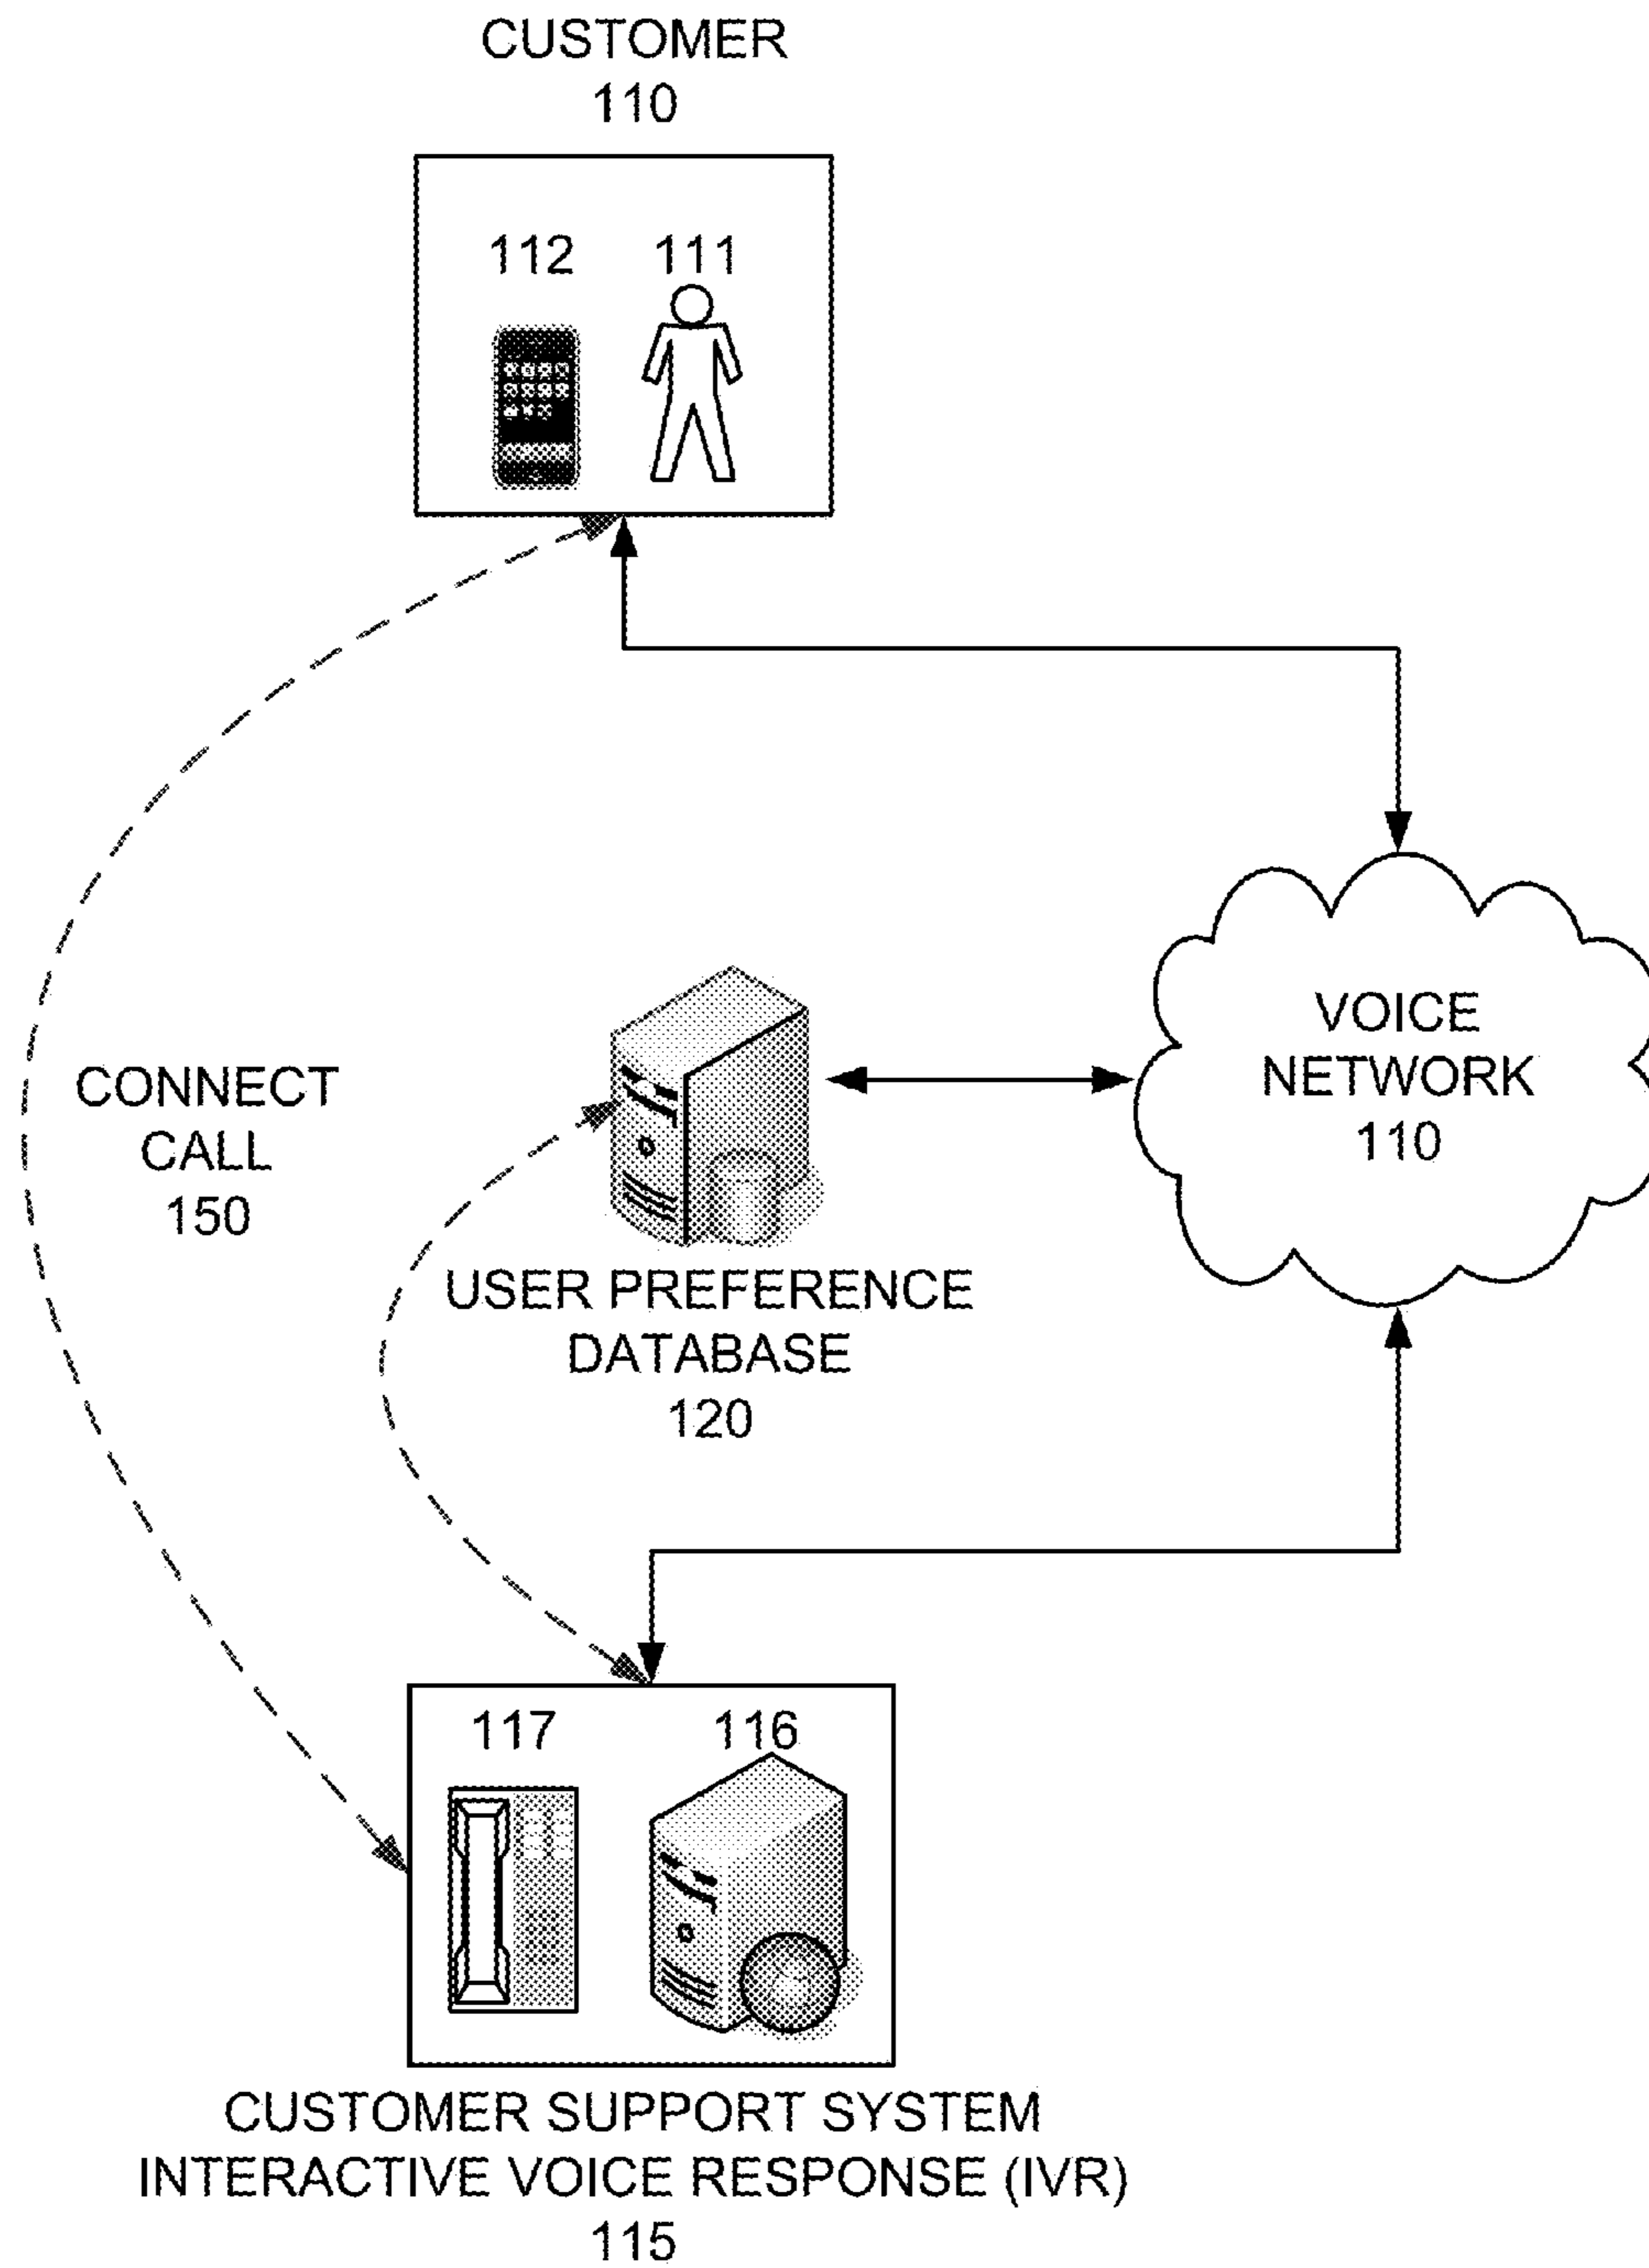 CUSTOMER
110
112
111
VOICE
NETWORK
110
CONNECT
CALL
150
USER PREFERENCE
DATABASE
120
117
116
CUSTOMER SUPPORT SYSTEM
INTERACTIVE VOICE RESPONSE (IVR)
115